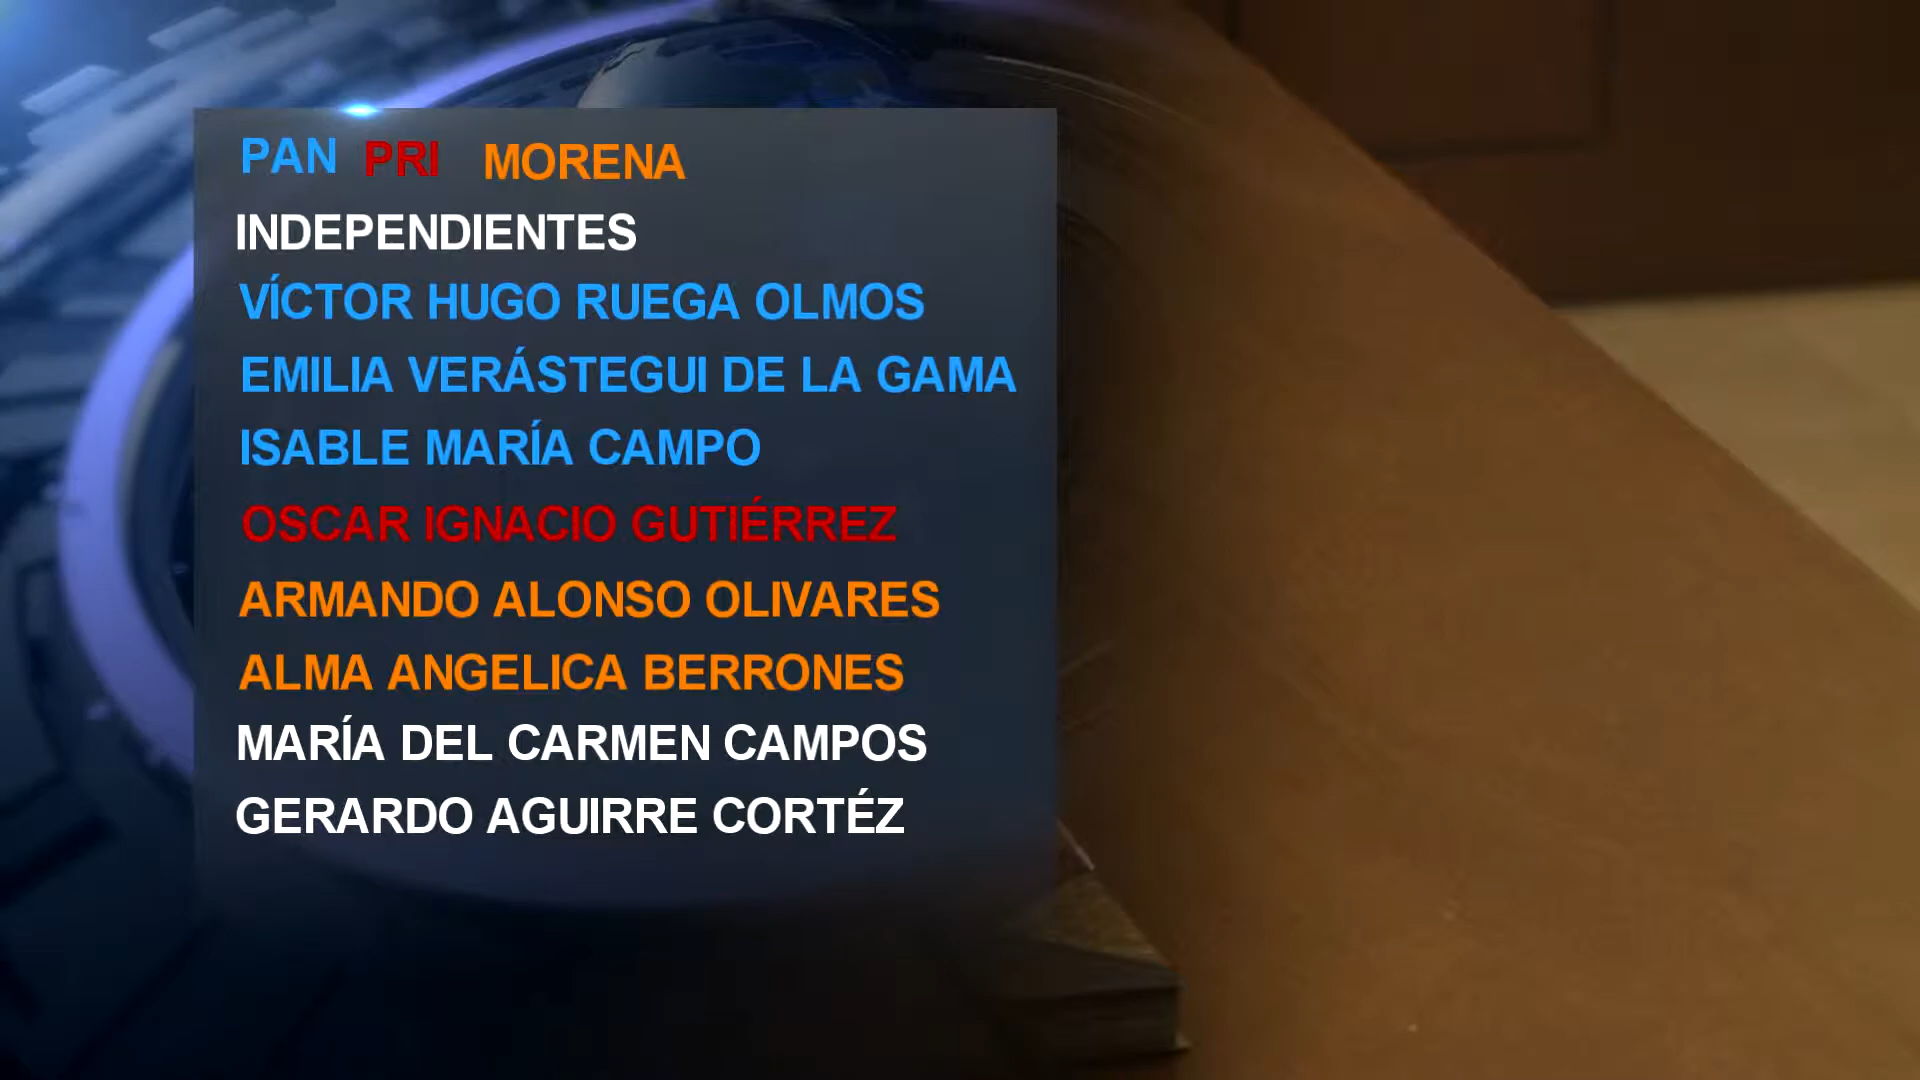 PAN PRI MORENA
INDEPENDIENTES
VÍCTOR HUGO RUEGA OLMOS
EMILIA VERÁSTEGUI DE LA GAMA
ISABLE MARÍA CAMPO
OSCAR IGNACIO GUTIÉRREZ
ARMANDO ALONSO OLIVARES
ALMA ANGELICA BERRONES
MARÍA DEL CARMEN CAMPOS
GERARDO AGUIRRE CORTÉZ